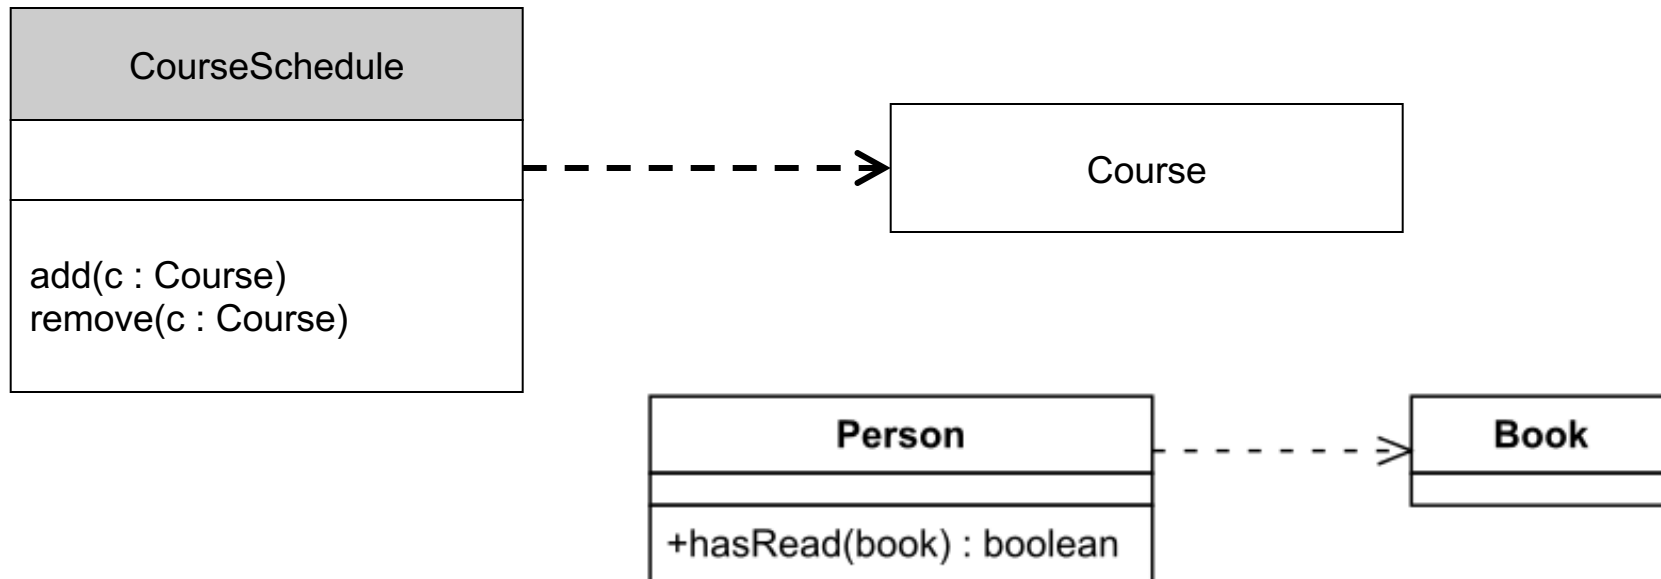 CourseSchedule
Course
add(c : Course)
remove(c : Course)
Person
Book
+hasRead(book) : boolean